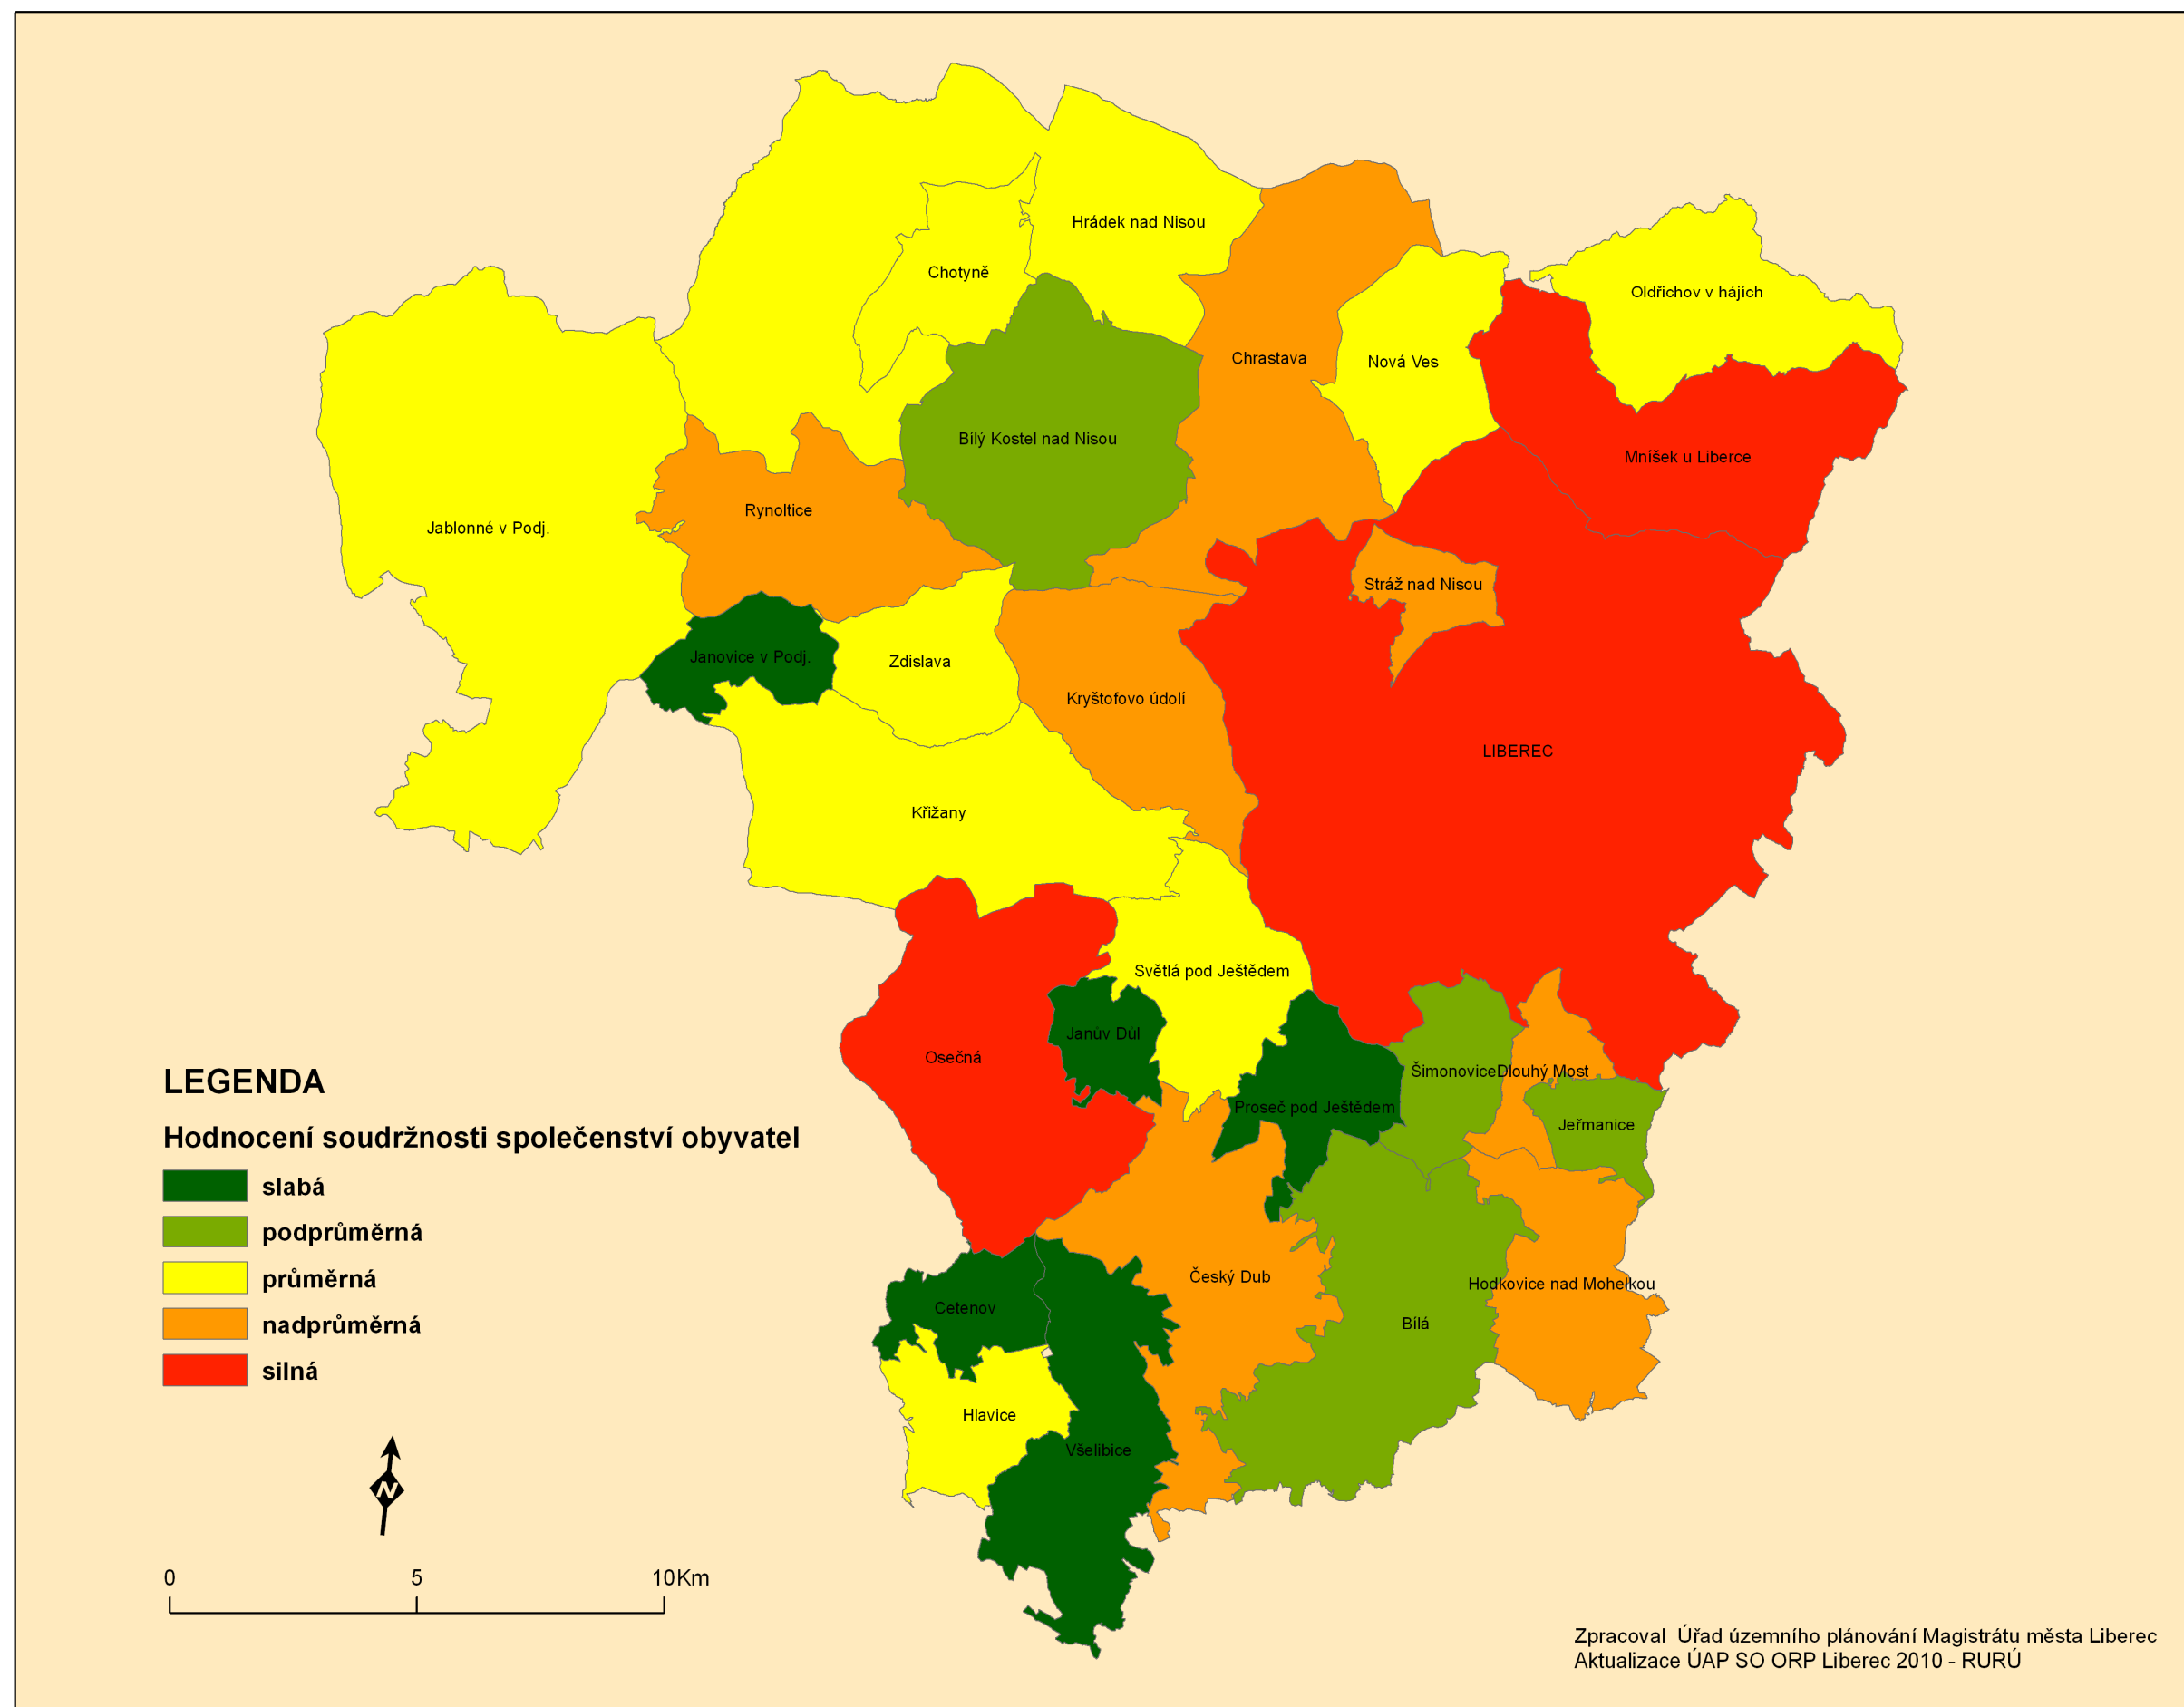 Hrádek nad Nisou
Chotyně
Oldřichov v hájích
Chrastava
Nová Ves
Bílý Kostel nad Nisou
Mníšek u Liberce
Rynoltice
Jablonné v Podj.
Stráž nad Nisou
Janovice v Podj.
Zdislava
Kryštofovo údolí
LIBEREC
Křižany
Světlá pod Ještědem
Janův Důl
Osečná
Šimonovice
Dlouhý Most
Proseč pod Ještědem
Jeřmanice
Český Dub
Hodkovice nad Mohelkou
Cetenov
Bílá
Hlavice
Všelibice
LEGENDA
Hodnocení soudržnosti společenství obyvatel
slabá
podprůměrná
průměrná
nadprůměrná
silná
N
0 5 10Km
Zpracoval Úřad územního plánování Magistrátu města Liberec
Aktualizace ÚAP SO ORP Liberec 2010 - RURÚ